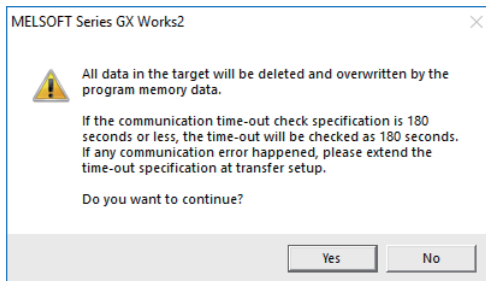 MELSOFT Series GX Works2
All data in the target will be deleted and overwritten by the
program memory data.
If the communication time-out check specification is 180
seconds or less, the time-out will be checked as 180 seconds.
If any communication error happened, please extend the
time-out specification at transfer setup.
Do you want to continue?
Yes
No